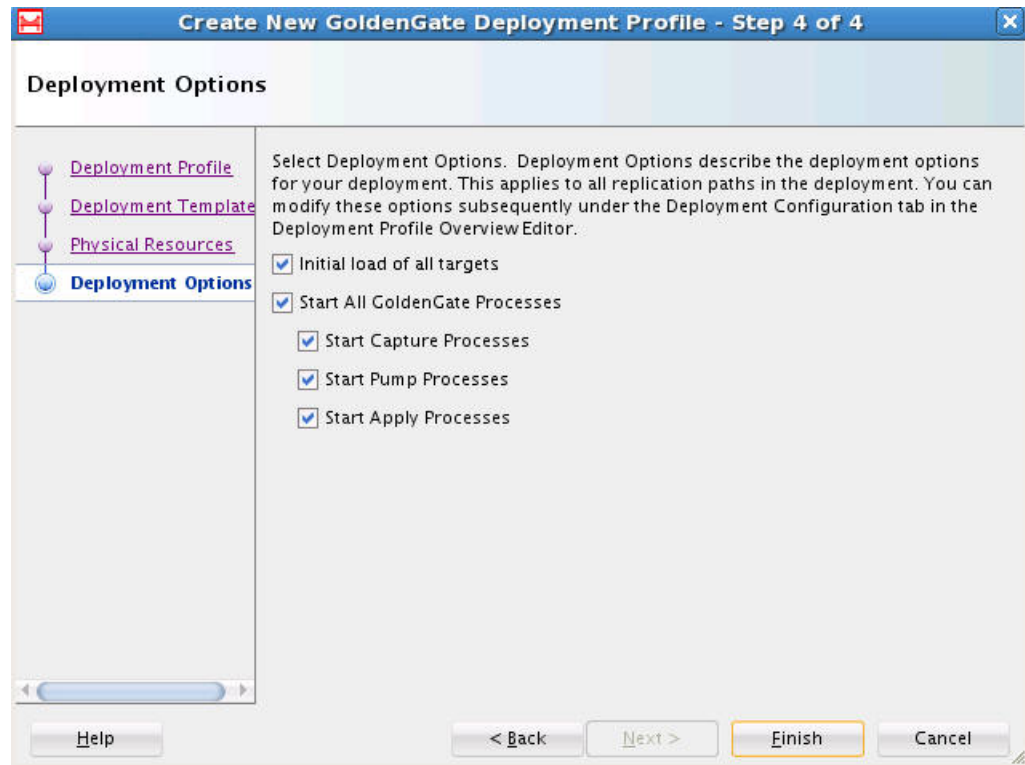 Create New GoldenGate Deployment Profile - Step 4 of 4
Deployment Options
Deployment Profile
Deployment Template
Physical Resources
Deployment Options
Select Deployment Options. Deployment Options describe the deployment options
for your deployment. This applies to all replication paths in the deployment. You can
modify these options subsequently under the Deployment Configuration tab in the
Deployment Profile Overview Editor.
Initial load of all targets
Start All GoldenGate Processes
Start Capture Processes
Start Pump Processes
Start Apply Processes
Help
< Back
Next >
Finish
Cancel